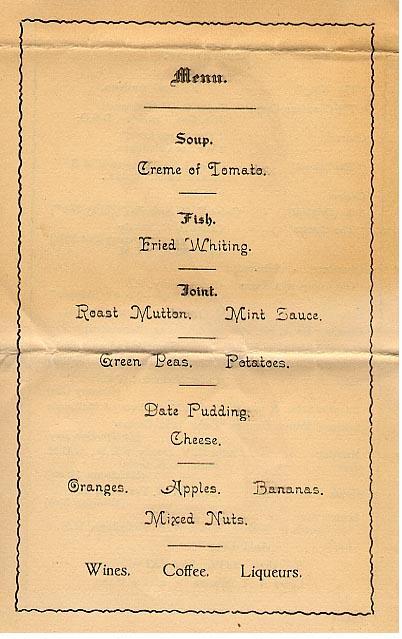 Menu.
Soup.
Creme of Tomato.
Fish.
Fried Whiting.
Joint.
Roast Mutton. Mint Sauce.
Green Peas. Potatoes.
Date Pudding.
Cheese.
Oranges. Apples. Bananas.
Mixed Nuts.
Wines. Coffee. Liqueurs.